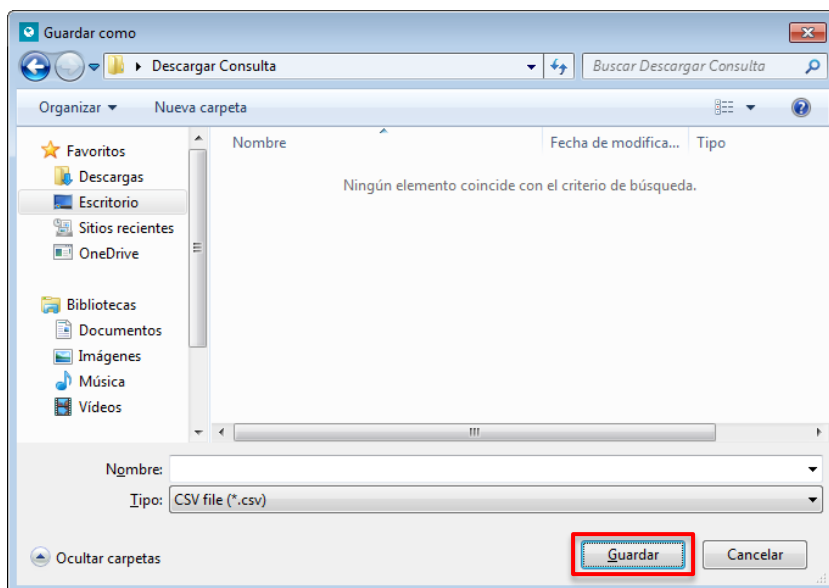 Guardar como
Descargar Consulta
Buscar Descargar Consulta
Organizar
Nueva carpeta
Favoritos
Descargas
Escritorio
Sitios recientes
OneDrive
Bibliotecas
Documentos
Imágenes
Música
Vídeos
Nombre
Fecha de modifica...
Tipo
Ningún elemento coincide con el criterio de búsqueda.
Nombre:
Tipo: CSV file (*.csv)
Ocultar carpetas
Guardar
Cancelar